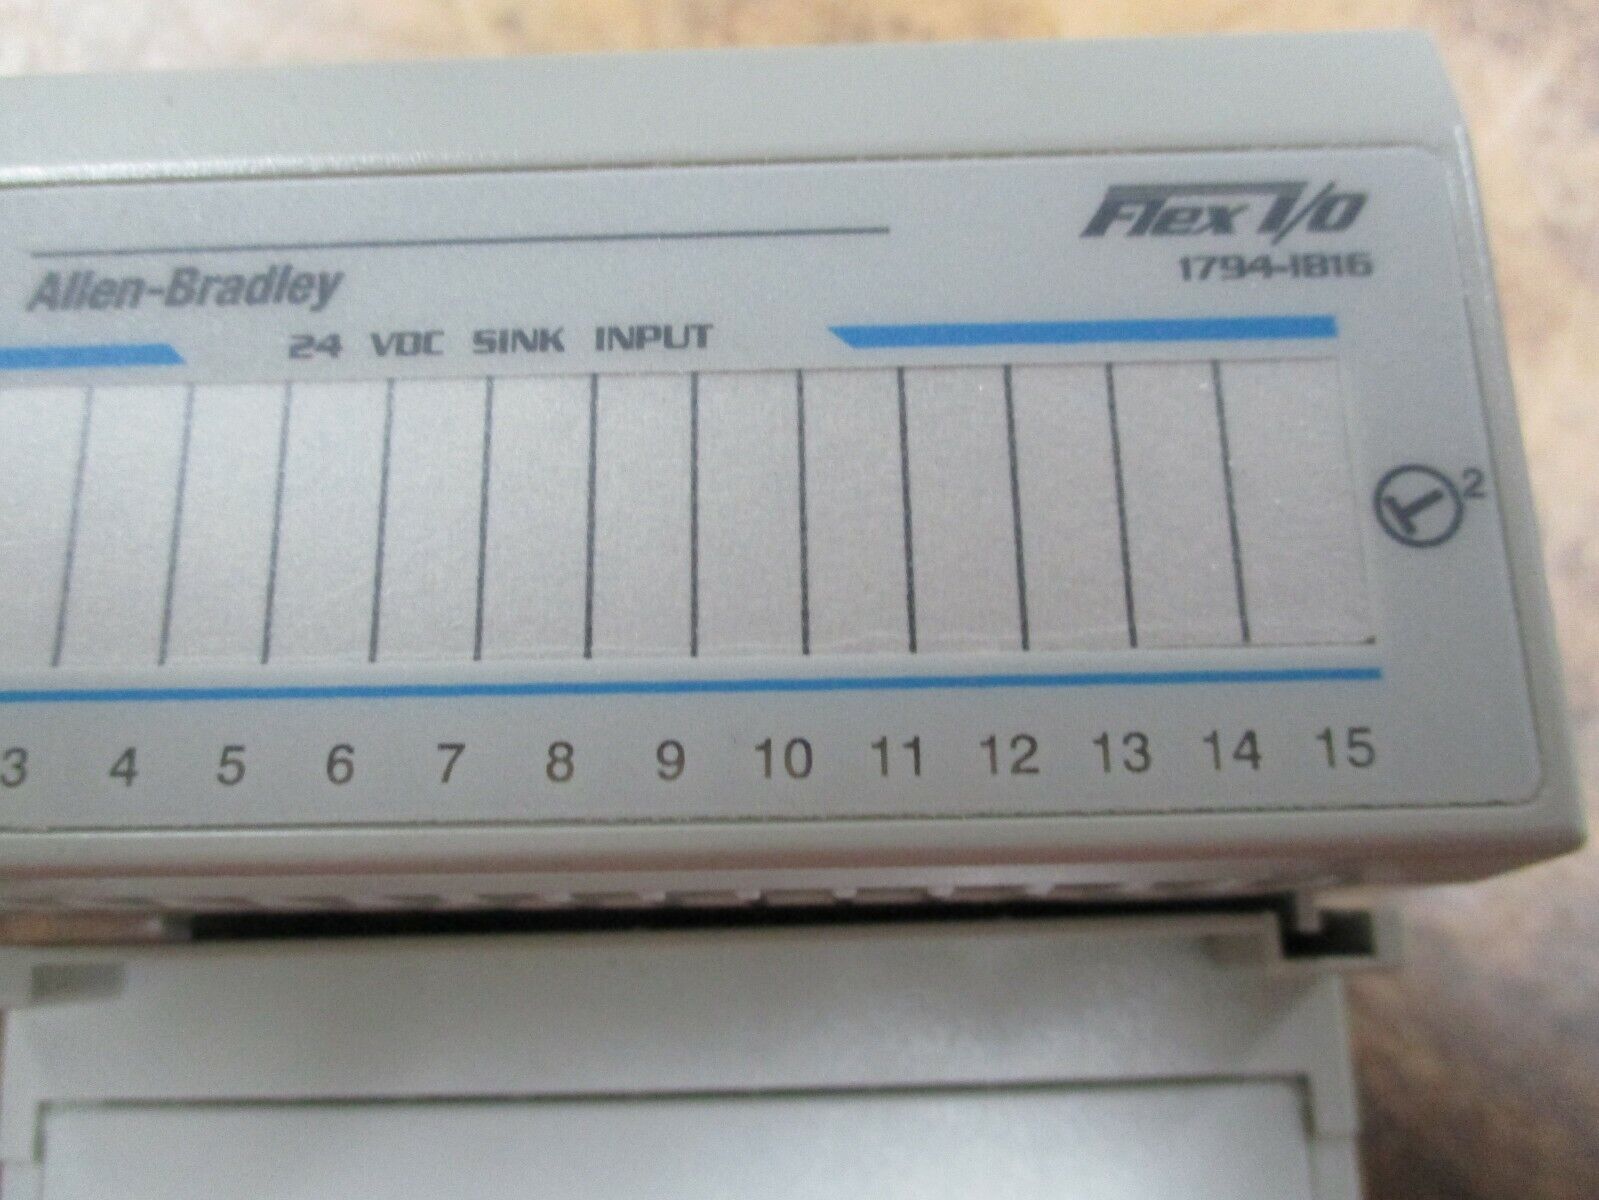 Flex I/O
1794-IB16
Allen-Bradley
24 VDC SINK INPUT
2
3 4 5 6 7 8 9 10 11 12 13 14 15